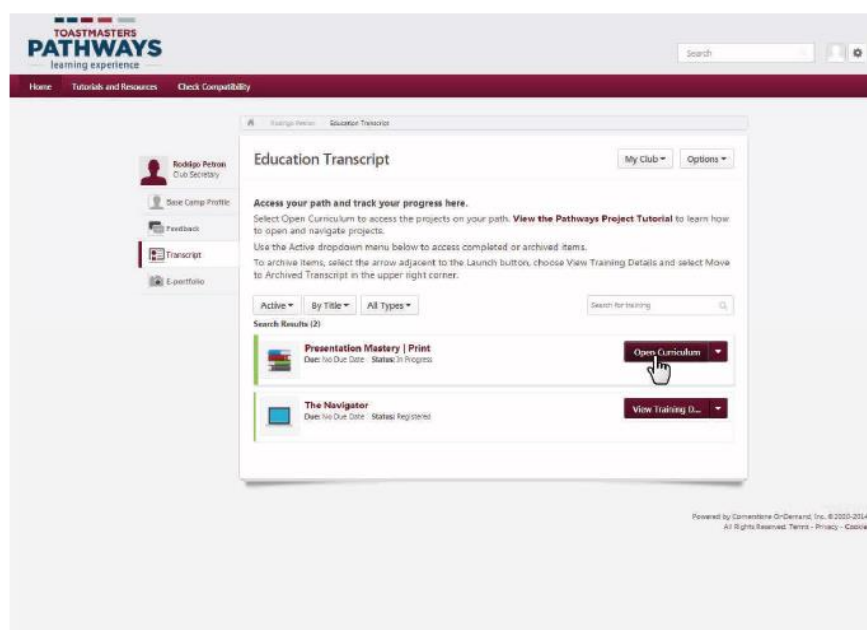 TOASTMASTERS
PATHWAYS
learning experience
Search
Home Tutorials and Resources Check Compatibility
Rodrigo Petron Education Transcript
Rodrigo Petron
Club Secretary
Base Camp Profile
Feedback
Transcript
E-portfolio
Education Transcript
My Club
Options
Access your path and track your progress here.
Select Open Curriculum to access the projects on your path. View the Pathways Project Tutorial to learn how
to open and navigate projects.
Use the Active dropdown menu below to access completed or archived items.
To archive items, select the arrow adjacent to the Launch button, choose View Training Details and select Move
to Archived Transcript in the upper right corner.
Active By Title All Types
Search for training
Search Results (2)
Presentation Mastery | Print
Due: No Due Date Status: In Progress
Open Curriculum
The Navigator
Due: No Due Date Status: Registered
View Training D...
Powered by Cornerstone OnDemand, Inc. ©2000-2014
All Rights Reserved. Terms - Privacy - Cookie